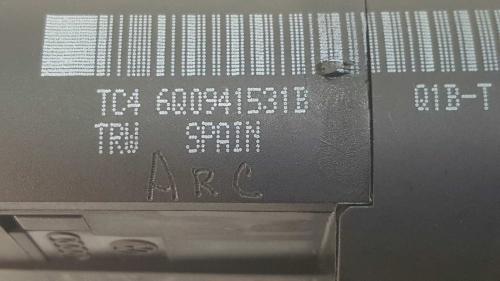 TC4 6Q0941531B Q1B-T
TRW SPAIN
ARC